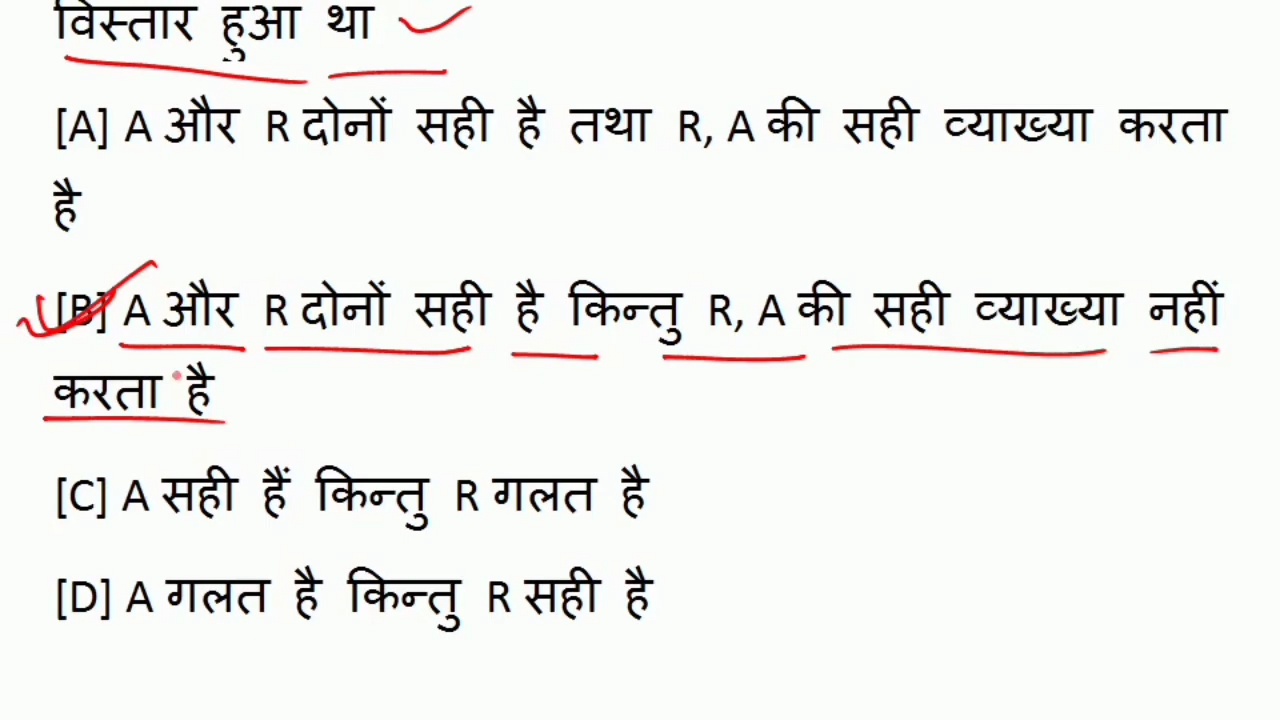 विस्तार हुआ था
[A] A और R दोनों सही है तथा R, A की सही व्याख्या करता
है
[B] A और R दोनों सही है किन्तु R, A की सही व्याख्या नहीं
करता है
[C] A सही हैं किन्तु R गलत है
[D] A गलत है किन्तु R सही है